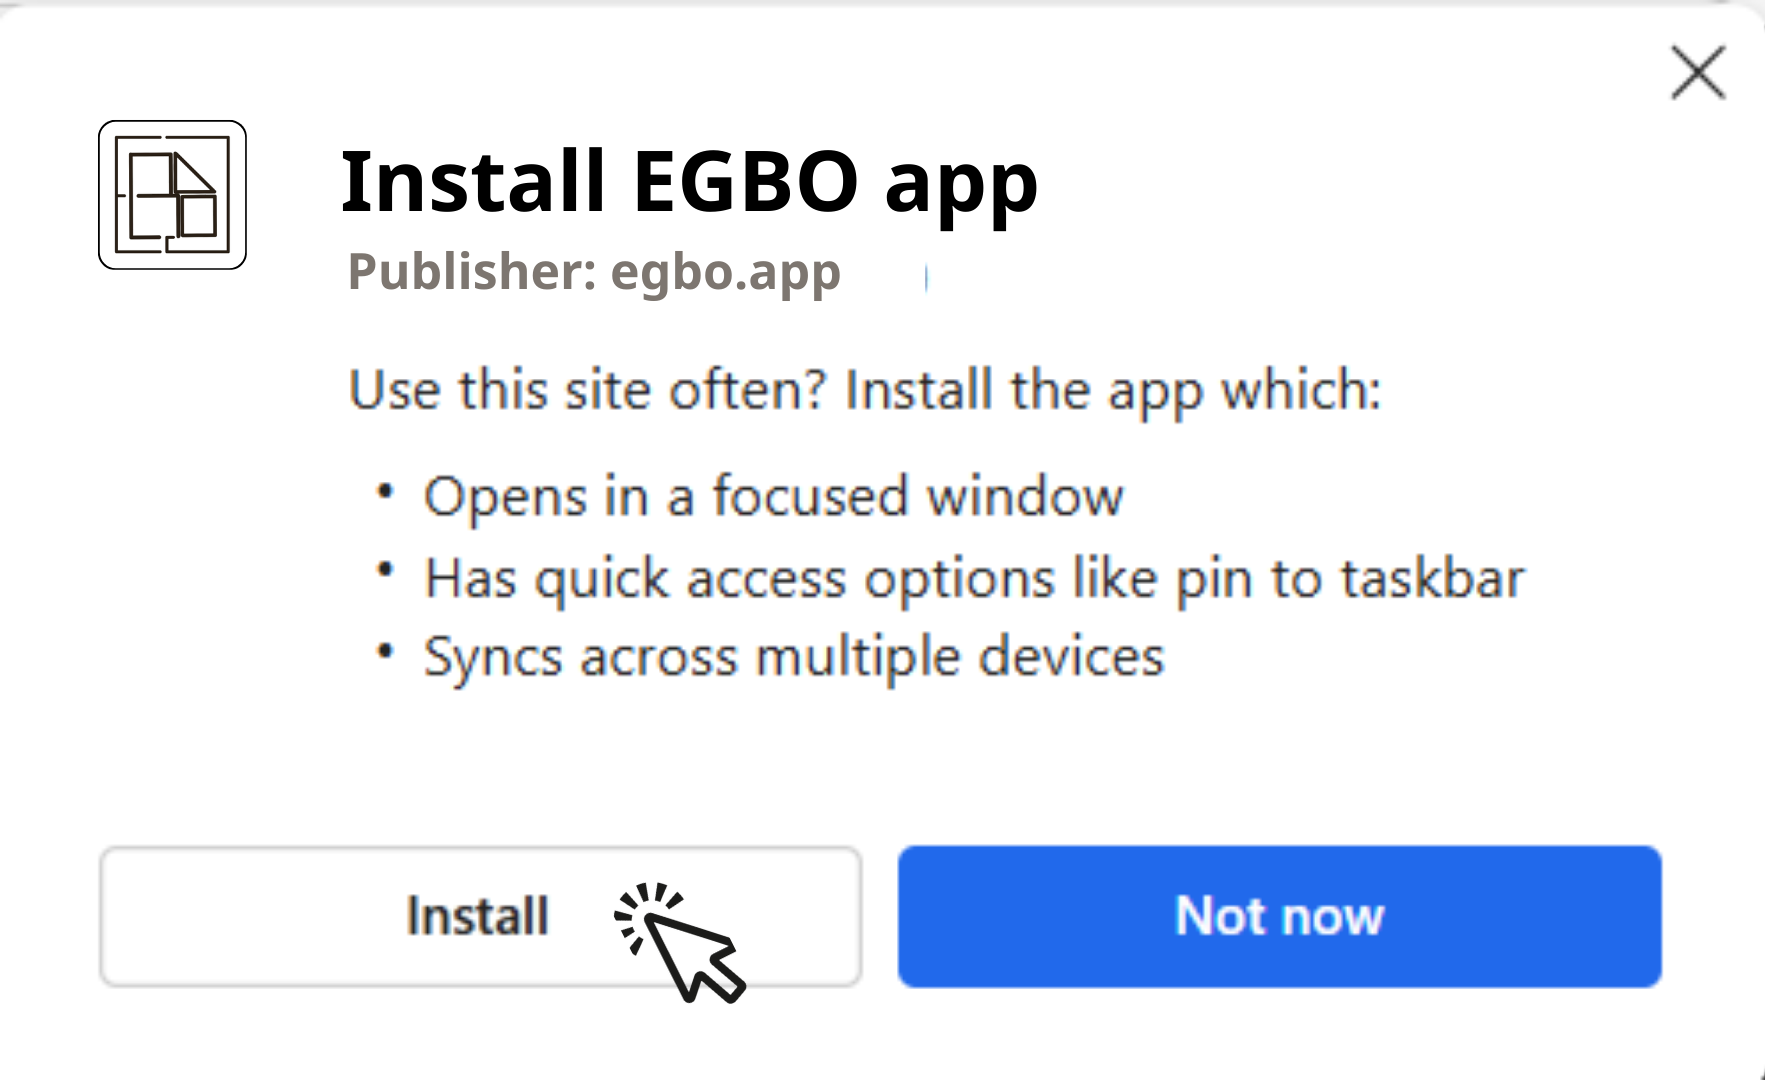 Install EGBO app
Publisher: egbo.app
Use this site often? Install the app which:
• Opens in a focused window
• Has quick access options like pin to taskbar
• Syncs across multiple devices
Install
Not now